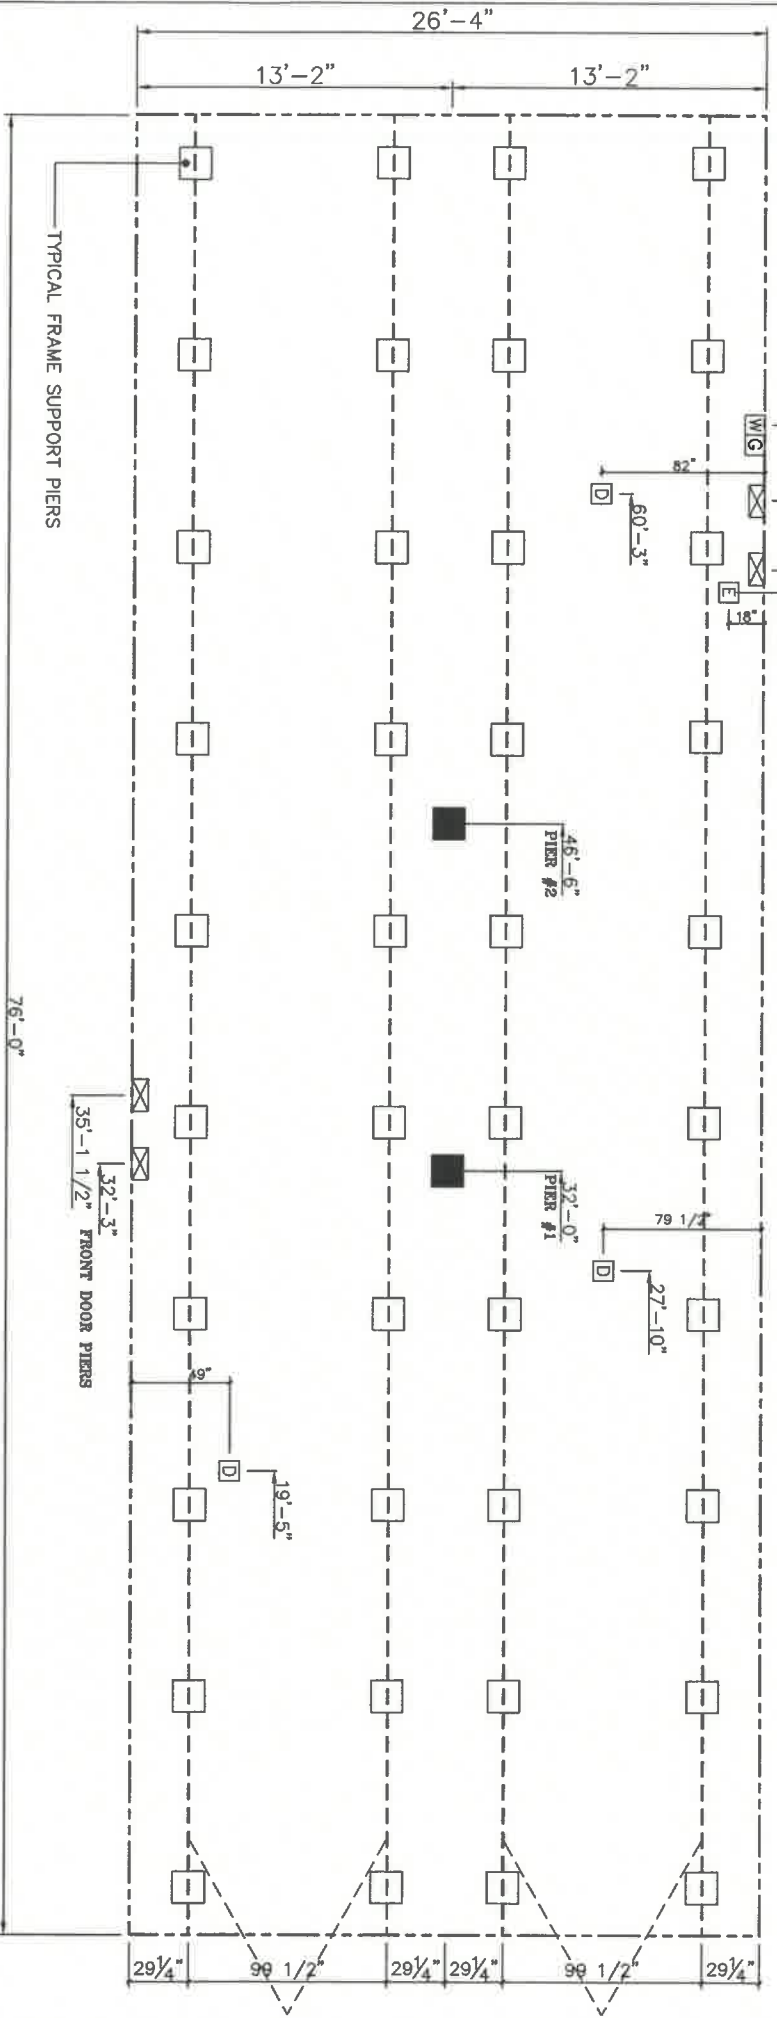 26'-4"
13'-2"
13'-2"
TYPICAL FRAME SUPPORT PIERS
W G
82"
D
60'-3"
E
18"
46'-6"
PIER #2
76'-0"
35'-1 1/2"
32'-3"
FRONT DOOR PIERS
32'-0"
PIER #1
79 1/2"
D
27'-10"
49"
D
19'-5"
29¼"
99 1/2"
29¼"
29¼"
99 1/2"
29¼"